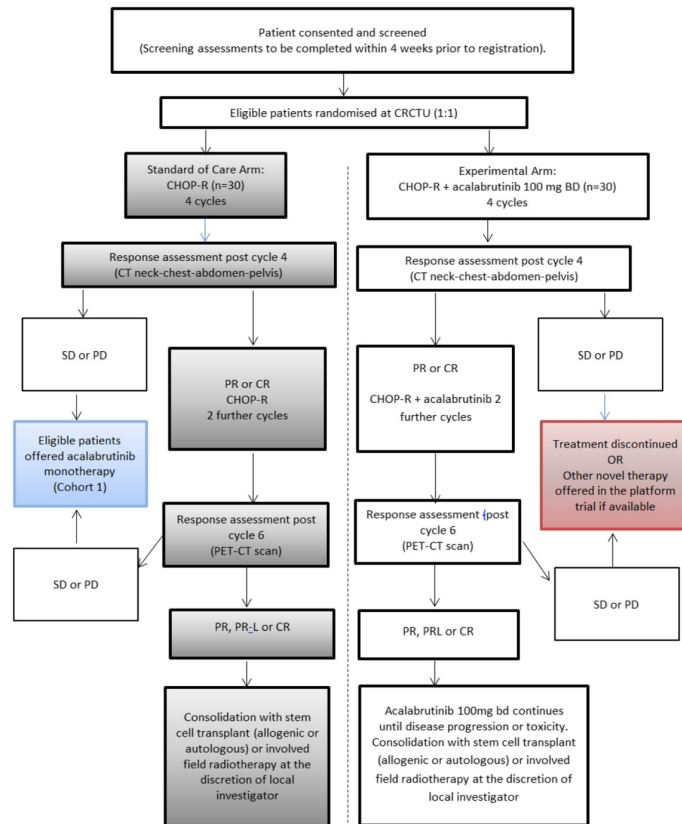 Patient consented and screened
(Screening assessments to be completed within 4 weeks prior to registration).
Eligible patients randomised at CRCTU (1:1)
Standard of Care Arm:
CHOP-R (n=30)
4 cycles
Experimental Arm:
CHOP-R + acalabrutinib 100 mg BD (n=30)
4 cycles
Response assessment post cycle 4
(CT neck-chest-abdomen-pelvis)
Response assessment post cycle 4
(CT neck-chest-abdomen-pelvis)
SD or PD
PR or CR
CHOP-R
2 further cycles
PR or CR
CHOP-R + acalabrutinib 2
further cycles
SD or PD
Eligible patients
offered acalabrutinib
monotherapy
(Cohort 1)
Treatment discontinued
OR
Other novel therapy
offered in the platform
trial if available
Response assessment post
cycle 6
(PET-CT scan)
Response assessment (post
cycle 6
(PET-CT scan)
SD or PD
SD or PD
PR, PR-L or CR
PR, PRL or CR
Consolidation with stem
cell transplant (allogenic or
autologous) or involved
field radiotherapy at the
discretion of local
investigator
Acalabrutinib 100mg bd continues
until disease progression or toxicity.
Consolidation with stem cell transplant
(allogenic or autologous) or involved
field radiotherapy at the discretion of
local investigator